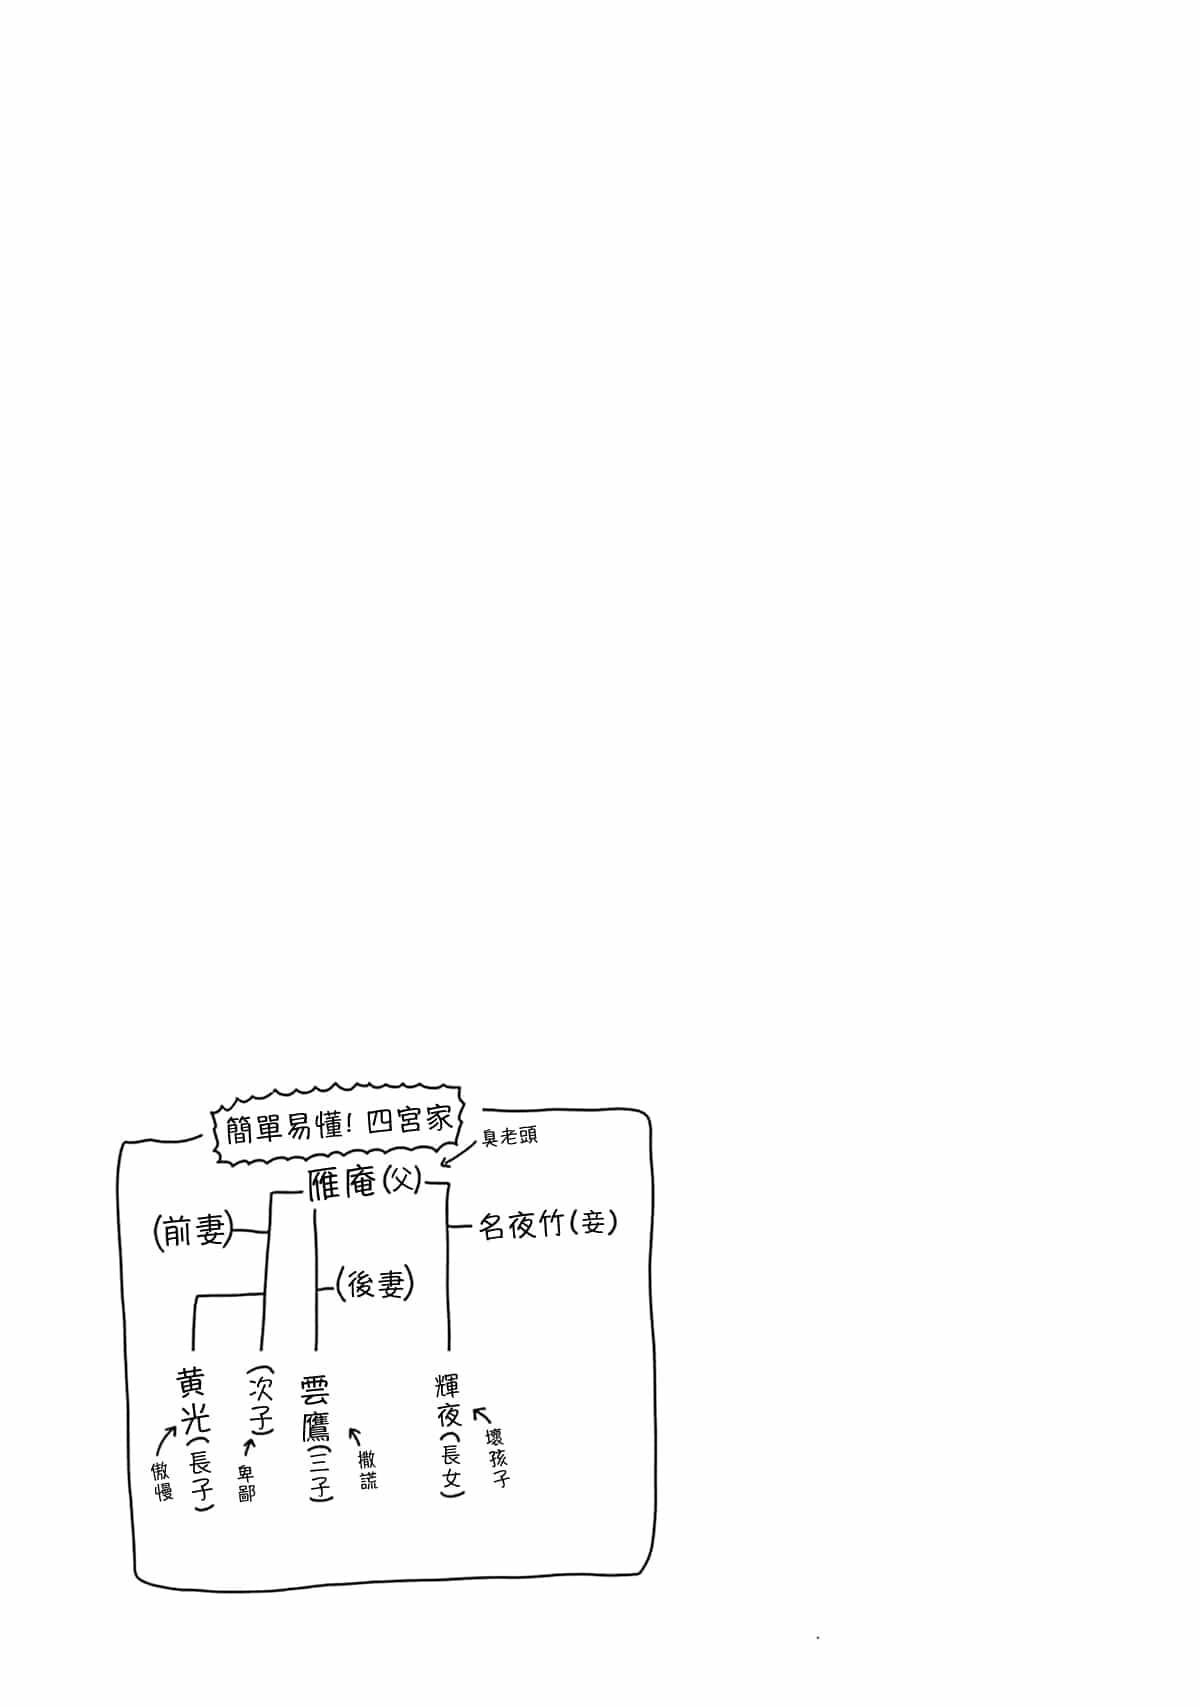 簡單易懂！四宮家
臭老頭
雁庵(父)
(前妻)
名夜竹(妾)
(後妻)
黃光(長子)
傲慢
(次子)
卑鄙
雲鷹(三子)
撒謊
輝夜(長女)
壞孩子